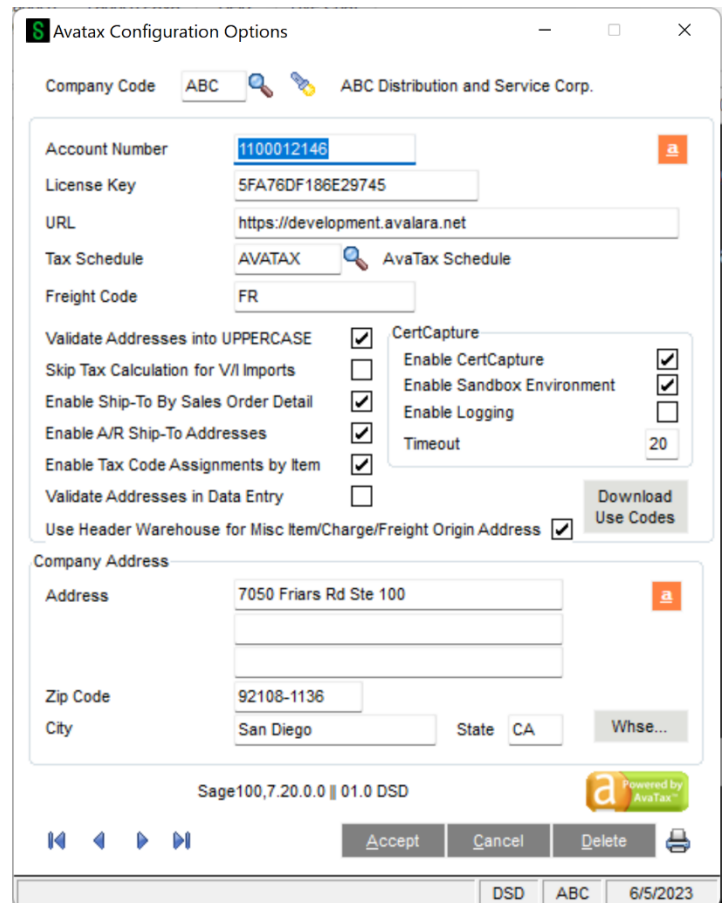 Avatax Configuration Options
Company Code ABC ABC Distribution and Service Corp.
Account Number 1100012146 a
License Key 5FA76DF186E29745
URL https://development.avalara.net
Tax Schedule AVATAX AvaTax Schedule
Freight Code FR
Validate Addresses into UPPERCASE
Skip Tax Calculation for V/I Imports
Enable Ship-To By Sales Order Detail
Enable A/R Ship-To Addresses
Enable Tax Code Assignments by Item
Validate Addresses in Data Entry
Use Header Warehouse for Misc Item/Charge/Freight Origin Address
CertCapture
Enable CertCapture
Enable Sandbox Environment
Enable Logging
Timeout 20
Download
Use Codes
Company Address
Address 7050 Friars Rd Ste 100 a
Zip Code 92108-1136
City San Diego State CA Whse...
Sage100,7.20.0.0 || 01.0 DSD
a Powered by
AvaTax™
Accept Cancel Delete
DSD ABC 6/5/2023